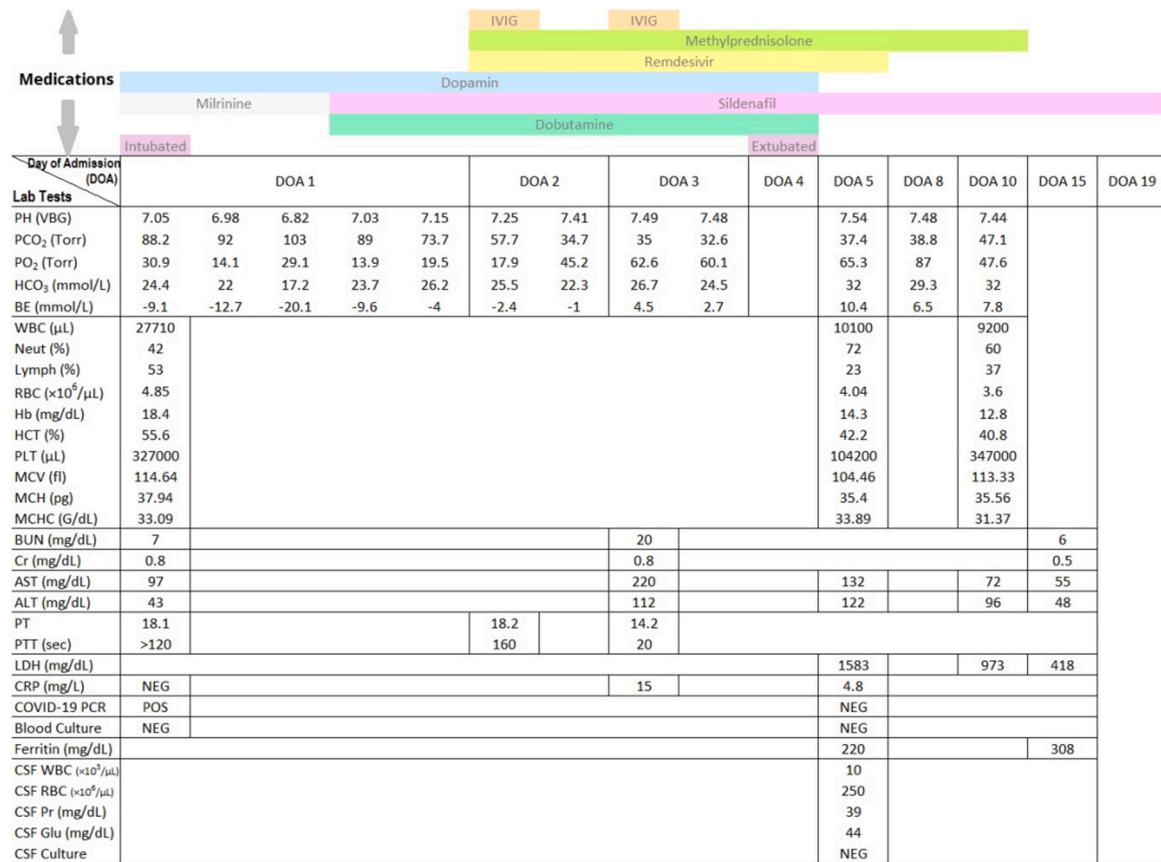 IVIG IVIG
Methylprednisolone
Remdesivir
Medications Dopamin
Milrinine Sildenafil
Dobutamine
Intubated Extubated
Day of Admission (DOA) DOA 1 DOA 2 DOA 3 DOA 4 DOA 5 DOA 8 DOA 10 DOA 15 DOA 19
Lab Tests
PH (VBG) 7.05 6.98 6.82 7.03 7.15 7.25 7.41 7.49 7.48 7.54 7.48 7.44
PCO₂ (Torr) 88.2 92 103 89 73.7 57.7 34.7 35 32.6 37.4 38.8 47.1
PO₂ (Torr) 30.9 14.1 29.1 13.9 19.5 17.9 45.2 62.6 60.1 65.3 87 47.6
HCO₃ (mmol/L) 24.4 22 17.2 23.7 26.2 25.5 22.3 26.7 24.5 32 29.3 32
BE (mmol/L) -9.1 -12.7 -20.1 -9.6 -4 -2.4 -1 4.5 2.7 10.4 6.5 7.8
WBC (μL) 27710 10100 9200
Neut (%) 42 72 60
Lymph (%) 53 23 37
RBC (×10⁶/μL) 4.85 4.04 3.6
Hb (mg/dL) 18.4 14.3 12.8
HCT (%) 55.6 42.2 40.8
PLT (μL) 327000 104200 347000
MCV (fl) 114.64 104.46 113.33
MCH (pg) 37.94 35.4 35.56
MCHC (G/dL) 33.09 33.89 31.37
BUN (mg/dL) 7 20 6
Cr (mg/dL) 0.8 0.8 0.5
AST (mg/dL) 97 220 132 72 55
ALT (mg/dL) 43 112 122 96 48
PT 18.1 18.2 14.2
PTT (sec) >120 160 20
LDH (mg/dL) 1583 973 418
CRP (mg/L) NEG 15 4.8
COVID-19 PCR POS NEG
Blood Culture NEG NEG
Ferritin (mg/dL) 220 308
CSF WBC (×10³/μL) 10
CSF RBC (×10⁶/μL) 250
CSF Pr (mg/dL) 39
CSF Glu (mg/dL) 44
CSF Culture NEG